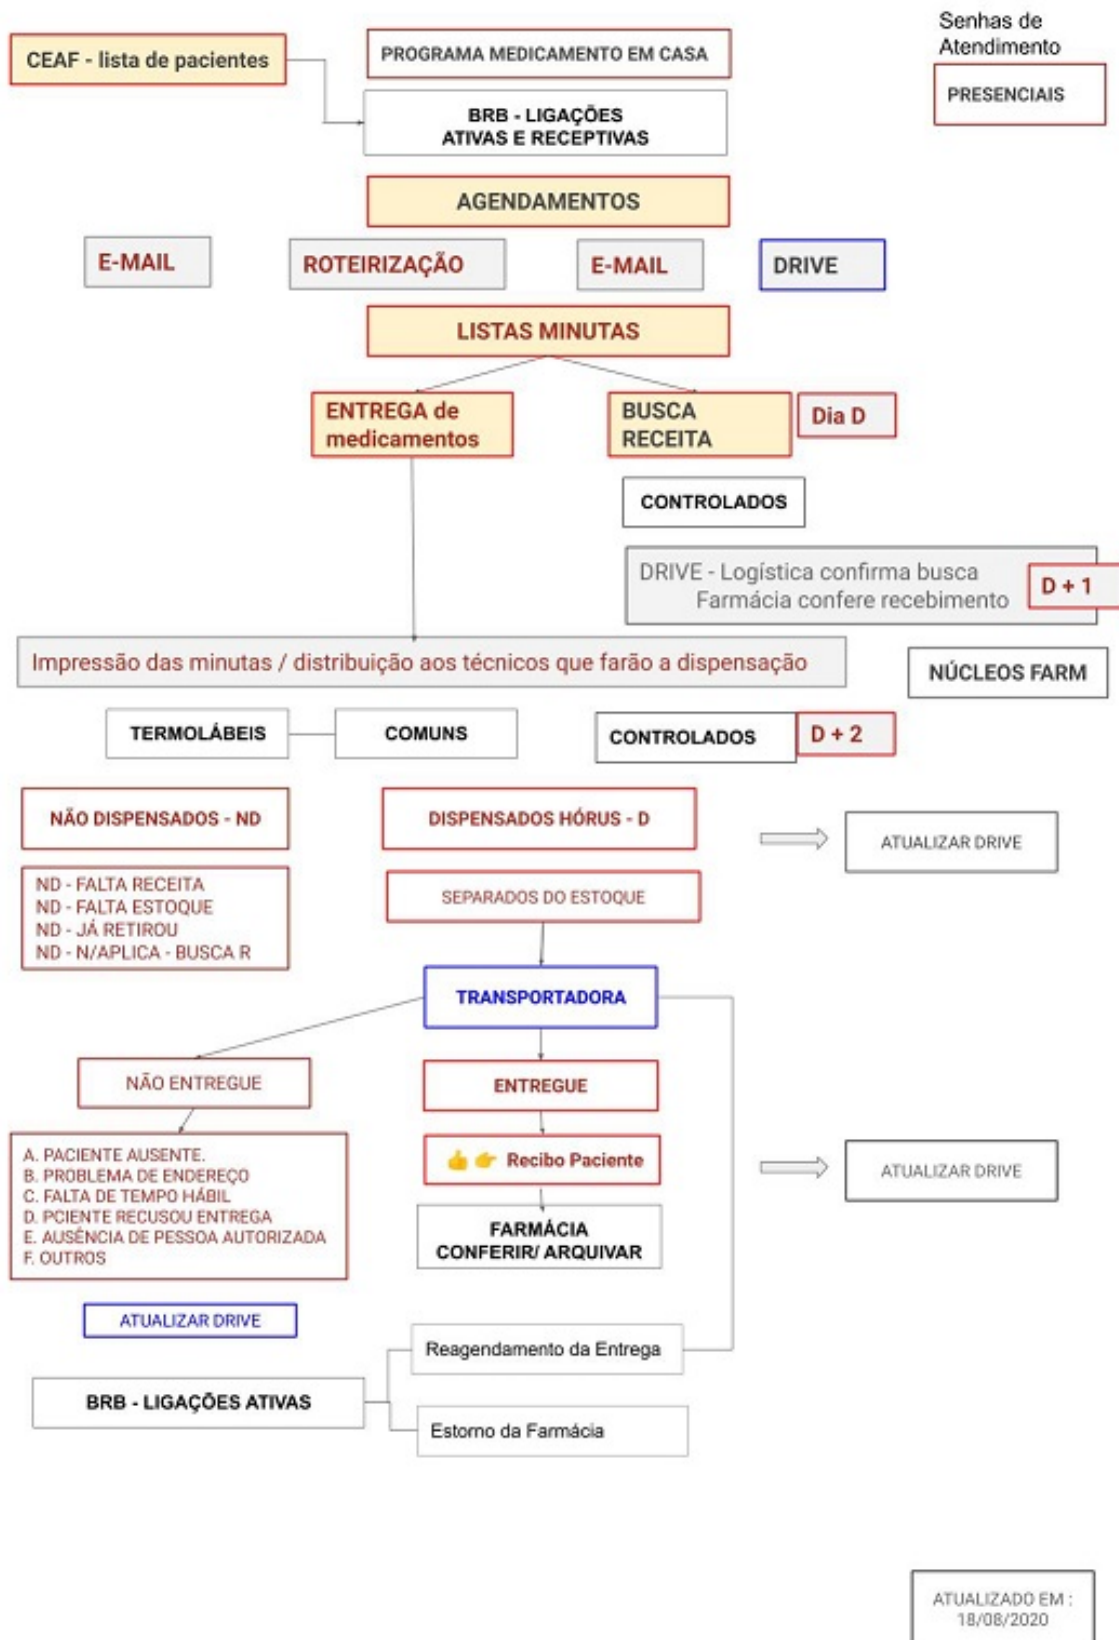 Senhas de
Atendimento
CEAF - lista de pacientes
PROGRAMA MEDICAMENTO EM CASA
PRESENCIAIS
BRB - LIGAÇÕES
ATIVAS E RECEPTIVAS
AGENDAMENTOS
E-MAIL
ROTEIRIZAÇÃO
E-MAIL
DRIVE
LISTAS MINUTAS
ENTREGA de
medicamentos
BUSCA
RECEITA
Dia D
CONTROLADOS
DRIVE - Logística confirma busca
Farmácia confere recebimento
D + 1
Impressão das minutas / distribuição aos técnicos que farão a dispensação
NÚCLEOS FARM
TERMOLÁBEIS
COMUNS
CONTROLADOS
D + 2
NÃO DISPENSADOS - ND
DISPENSADOS HÓRUS - D
ATUALIZAR DRIVE
ND - FALTA RECEITA
ND - FALTA ESTOQUE
ND - JÁ RETIROU
ND - N/APLICA - BUSCA R
SEPARADOS DO ESTOQUE
TRANSPORTADORA
NÃO ENTREGUE
ENTREGUE
A. PACIENTE AUSENTE.
B. PROBLEMA DE ENDEREÇO
C. FALTA DE TEMPO HÁBIL
D. PCIENTE RECUSOU ENTREGA
E. AUSÊNCIA DE PESSOA AUTORIZADA
F. OUTROS
👍 👉 Recibo Paciente
ATUALIZAR DRIVE
FARMÁCIA
CONFERIR/ ARQUIVAR
ATUALIZAR DRIVE
Reagendamento da Entrega
BRB - LIGAÇÕES ATIVAS
Estorno da Farmácia
ATUALIZADO EM :
18/08/2020